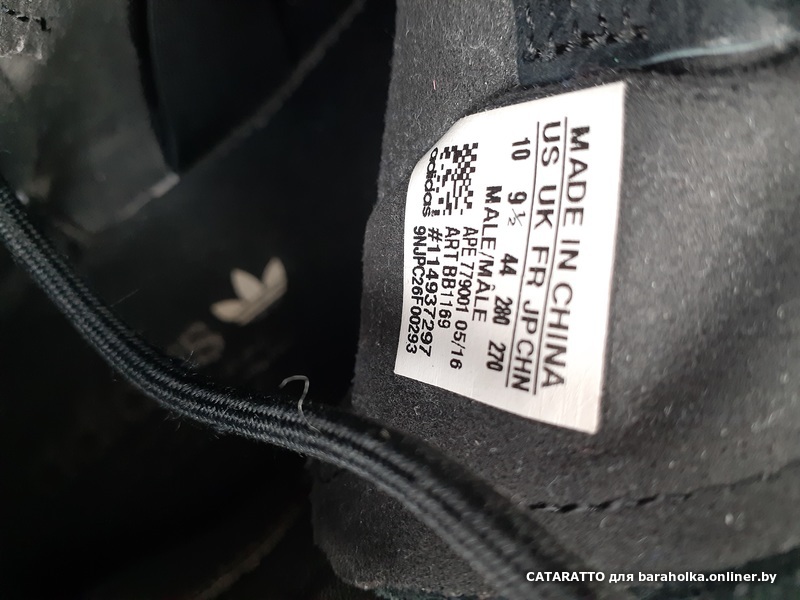 MADE IN CHINA
US UK FR JP CHN
10 9½ 44 280 270
MALE/MÂLE
APE 779001 05/16
ART BB1169
#114937297
9NJPC26F00293
adidas
CATARATTO для baraholka.onliner.by